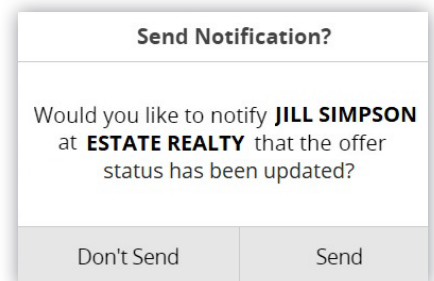 Send Notification?
Would you like to notify JILL SIMPSON
at ESTATE REALTY that the offer
status has been updated?
Don't Send
Send